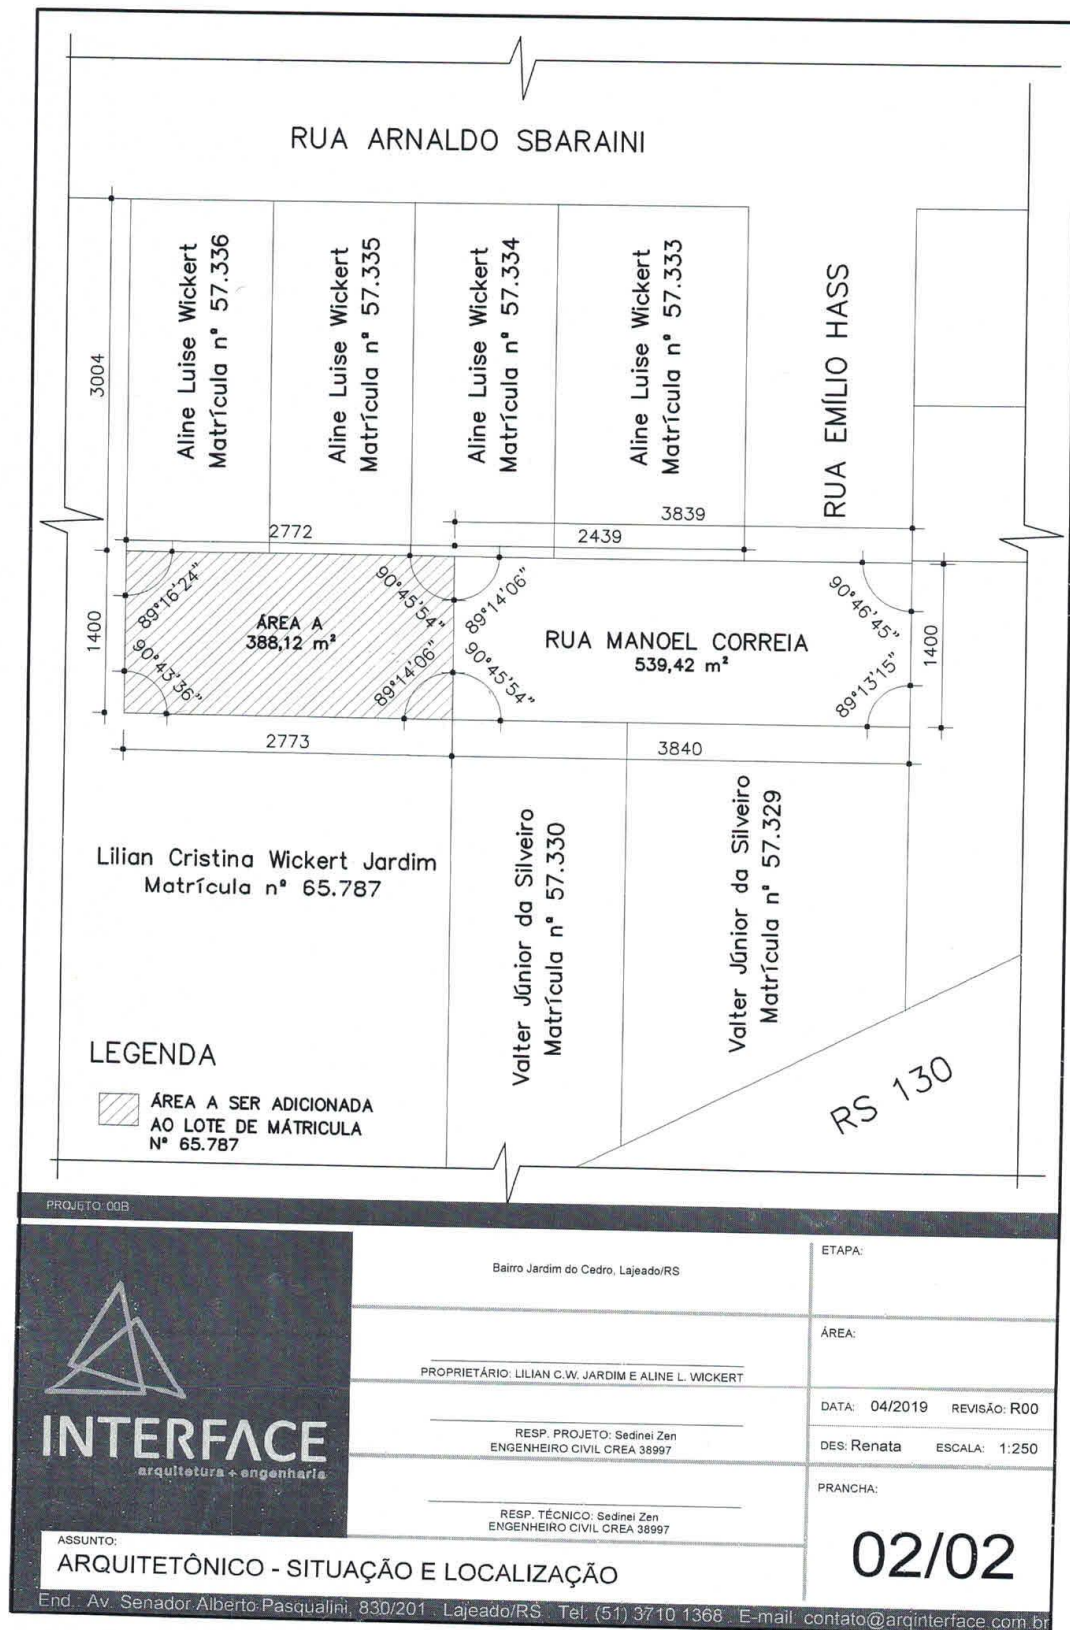 RUA ARNALDO SBARAINI
Aline Luise Wickert
Matrícula nº 57.336
Aline Luise Wickert
Matrícula nº 57.335
Aline Luise Wickert
Matrícula nº 57.334
Aline Luise Wickert
Matrícula nº 57.333
RUA EMÍLIO HASS
3004
3839
2772
2439
89°16'24"
90°45'54"
89°14'06"
90°46'45"
ÁREA A
388,12 m²
RUA MANOEL CORREIA
539,42 m²
1400
1400
90°43'36"
89°14'06"
90°45'54"
89°13'15"
2773
3840
Lilian Cristina Wickert Jardim
Matrícula nº 65.787
Valter Júnior da Silveiro
Matrícula nº 57.330
Valter Júnior da Silveiro
Matrícula nº 57.329
RS 130
LEGENDA
ÁREA A SER ADICIONADA
AO LOTE DE MÁTRICULA
Nº 65.787
PROJETO 00B
INTERFACE
arquitetura + engenharia
Bairro Jardim do Cedro, Lajeado/RS
PROPRIETÁRIO: LILIAN C.W. JARDIM E ALINE L. WICKERT
RESP. PROJETO: Sedinei Zen
ENGENHEIRO CIVIL CREA 38997
RESP. TÉCNICO: Sedinei Zen
ENGENHEIRO CIVIL CREA 38997
ETAPA:
ÁREA:
DATA: 04/2019 REVISÃO: R00
DES: Renata ESCALA: 1:250
PRANCHA:
02/02
ASSUNTO:
ARQUITETÔNICO - SITUAÇÃO E LOCALIZAÇÃO
End.: Av. Senador Alberto Pasqualini, 830/201 . Lajeado/RS . Tel: (51) 3710 1368 . E-mail: contato@arqinterface.com.br